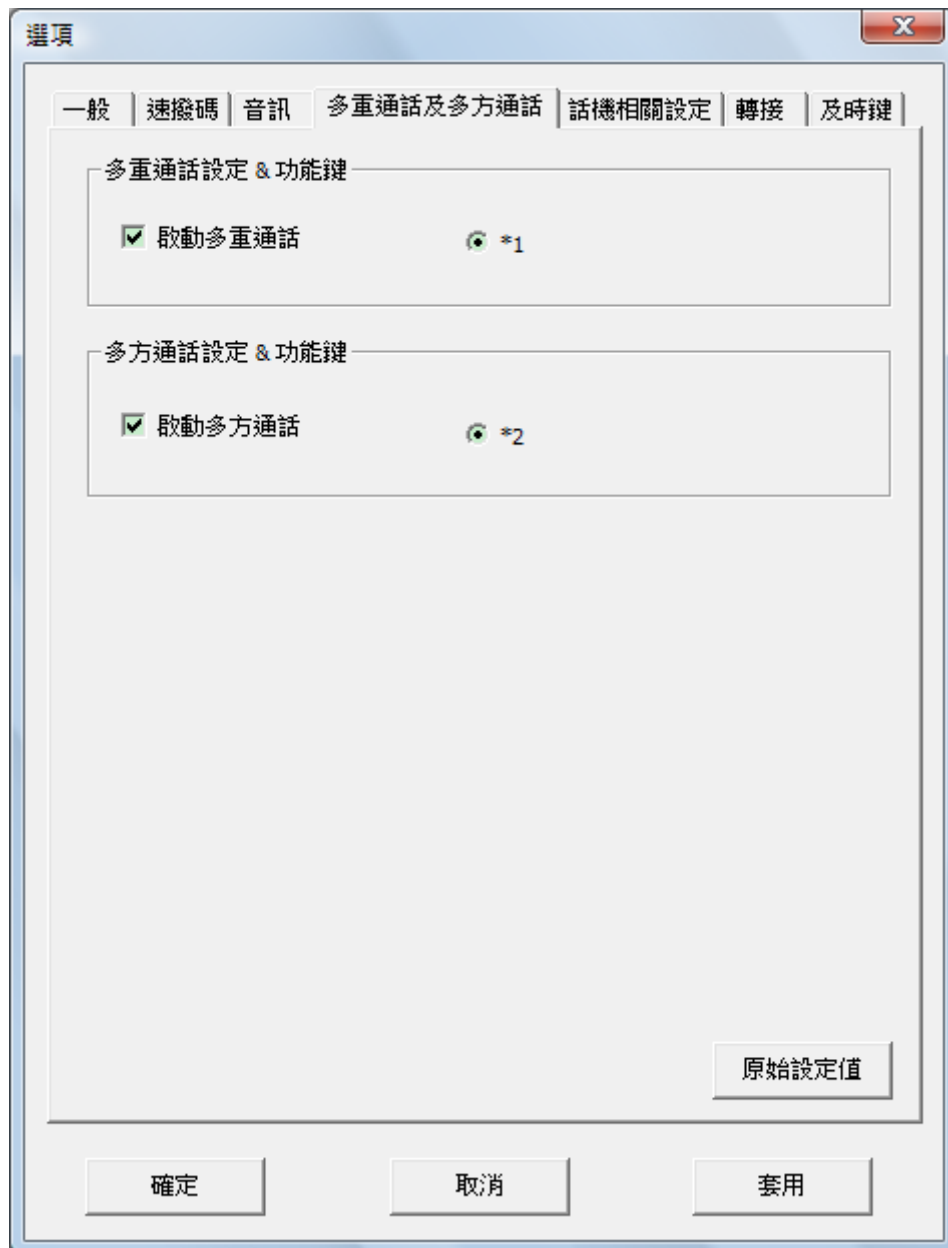 選項
一般 速撥碼 音訊 多重通話及多方通話 話機相關設定 轉接 及時鍵
多重通話設定 & 功能鍵
啟動多重通話 *1
多方通話設定 & 功能鍵
啟動多方通話 *2
原始設定值
確定 取消 套用